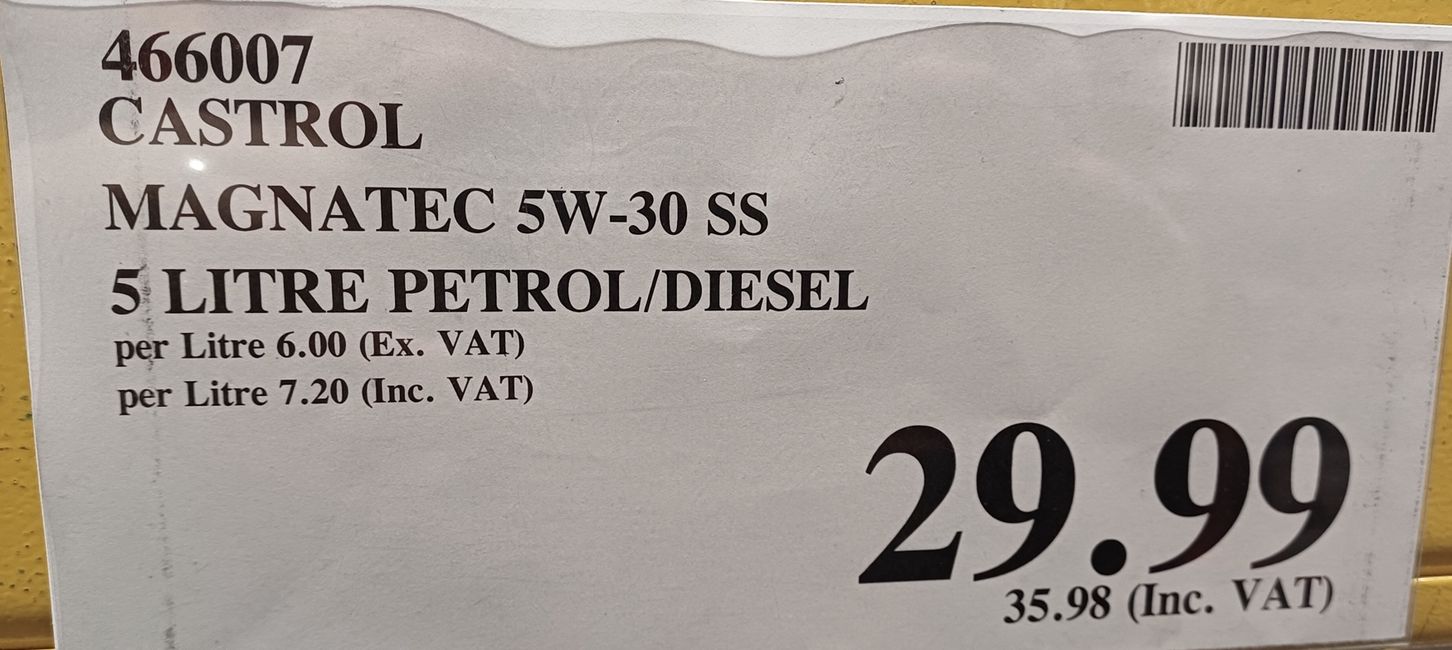 466007
CASTROL
MAGNATEC 5W-30 SS
5 LITRE PETROL/DIESEL
per Litre 6.00 (Ex. VAT)
per Litre 7.20 (Inc. VAT)
29.99
35.98 (Inc. VAT)